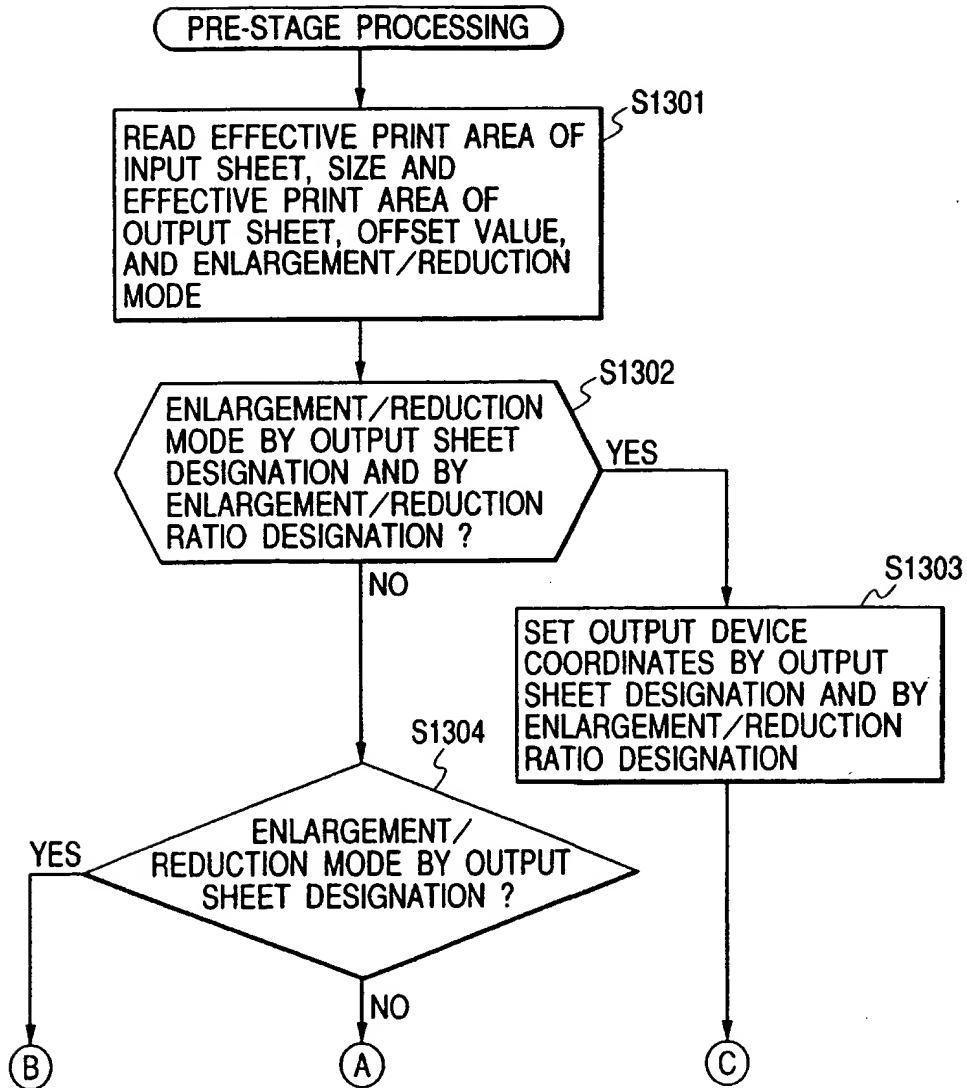 PRE-STAGE PROCESSING
S1301
READ EFFECTIVE PRINT AREA OF
INPUT SHEET, SIZE AND
EFFECTIVE PRINT AREA OF
OUTPUT SHEET, OFFSET VALUE,
AND ENLARGEMENT/REDUCTION
MODE
S1302
ENLARGEMENT/REDUCTION
MODE BY OUTPUT SHEET
DESIGNATION AND BY
ENLARGEMENT/REDUCTION
RATIO DESIGNATION ?
YES
NO
S1303
SET OUTPUT DEVICE
COORDINATES BY OUTPUT
SHEET DESIGNATION AND BY
ENLARGEMENT/REDUCTION
RATIO DESIGNATION
S1304
ENLARGEMENT/
REDUCTION MODE BY OUTPUT
SHEET DESIGNATION ?
YES
NO
B
A
C